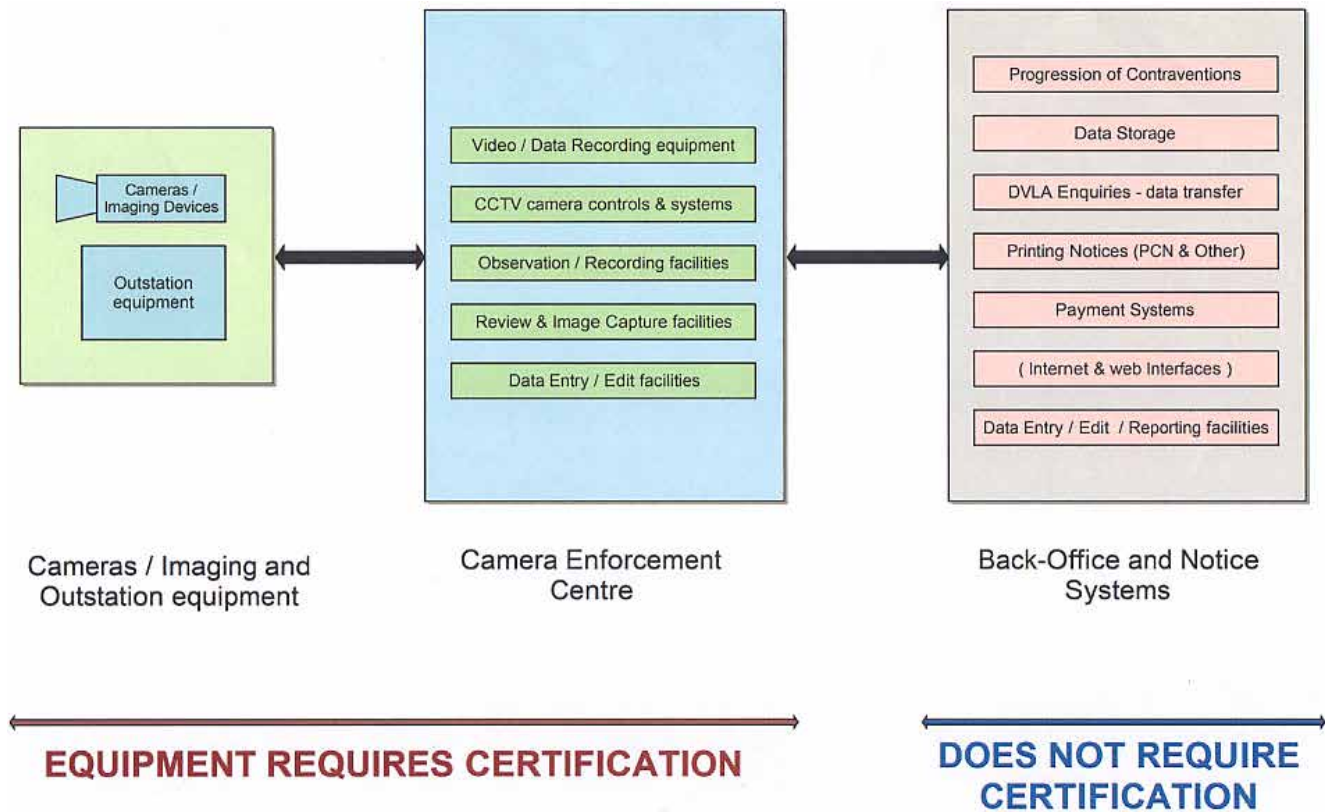 Cameras /
Imaging Devices
Outstation
equipment
Video / Data Recording equipment
CCTV camera controls & systems
Observation / Recording facilities
Review & Image Capture facilities
Data Entry / Edit facilities
Progression of Contraventions
Data Storage
DVLA Enquiries - data transfer
Printing Notices (PCN & Other)
Payment Systems
( Internet & web Interfaces )
Data Entry / Edit / Reporting facilities
Cameras / Imaging and
Outstation equipment
Camera Enforcement
Centre
Back-Office and Notice
Systems
EQUIPMENT REQUIRES CERTIFICATION
DOES NOT REQUIRE
CERTIFICATION